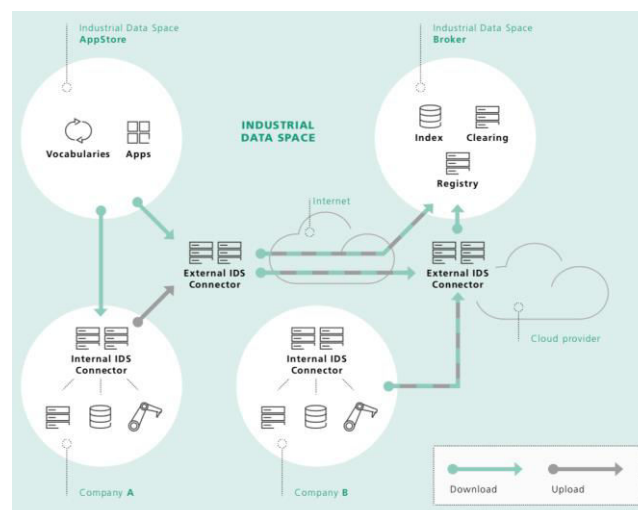 Industrial Data Space
AppStore
Industrial Data Space
Broker
Vocabularies
Apps
INDUSTRIAL
DATA SPACE
Index
Clearing
Registry
Internet
External IDS
Connector
External IDS
Connector
Internal IDS
Connector
Internal IDS
Connector
Cloud provider
Company A
Company B
Download
Upload